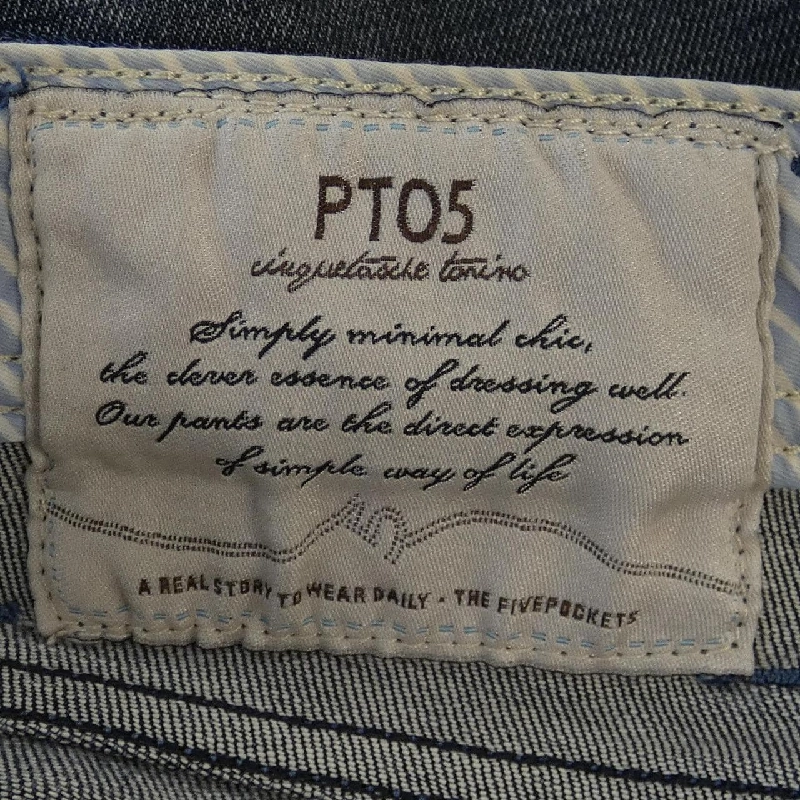 PT05
cinquetasche torino
Simply minimal chic,
the clever essence of dressing well.
Our pants are the direct expression
of simple way of life
A REAL STORY TO WEAR DAILY - THE FIVEPOCKETS